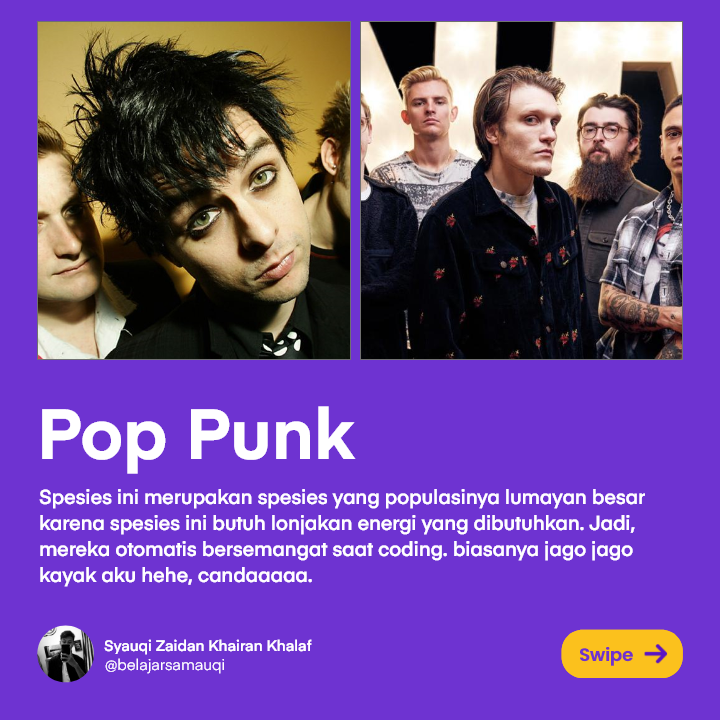 Pop Punk
Spesies ini merupakan spesies yang populasinya lumayan besar
karena spesies ini butuh lonjakan energi yang dibutuhkan. Jadi,
mereka otomatis bersemangat saat coding. biasanya jago jago
kayak aku hehe, candaaaaa.
Syauqi Zaidan Khairan Khalaf
@belajarsamauqi
Swipe